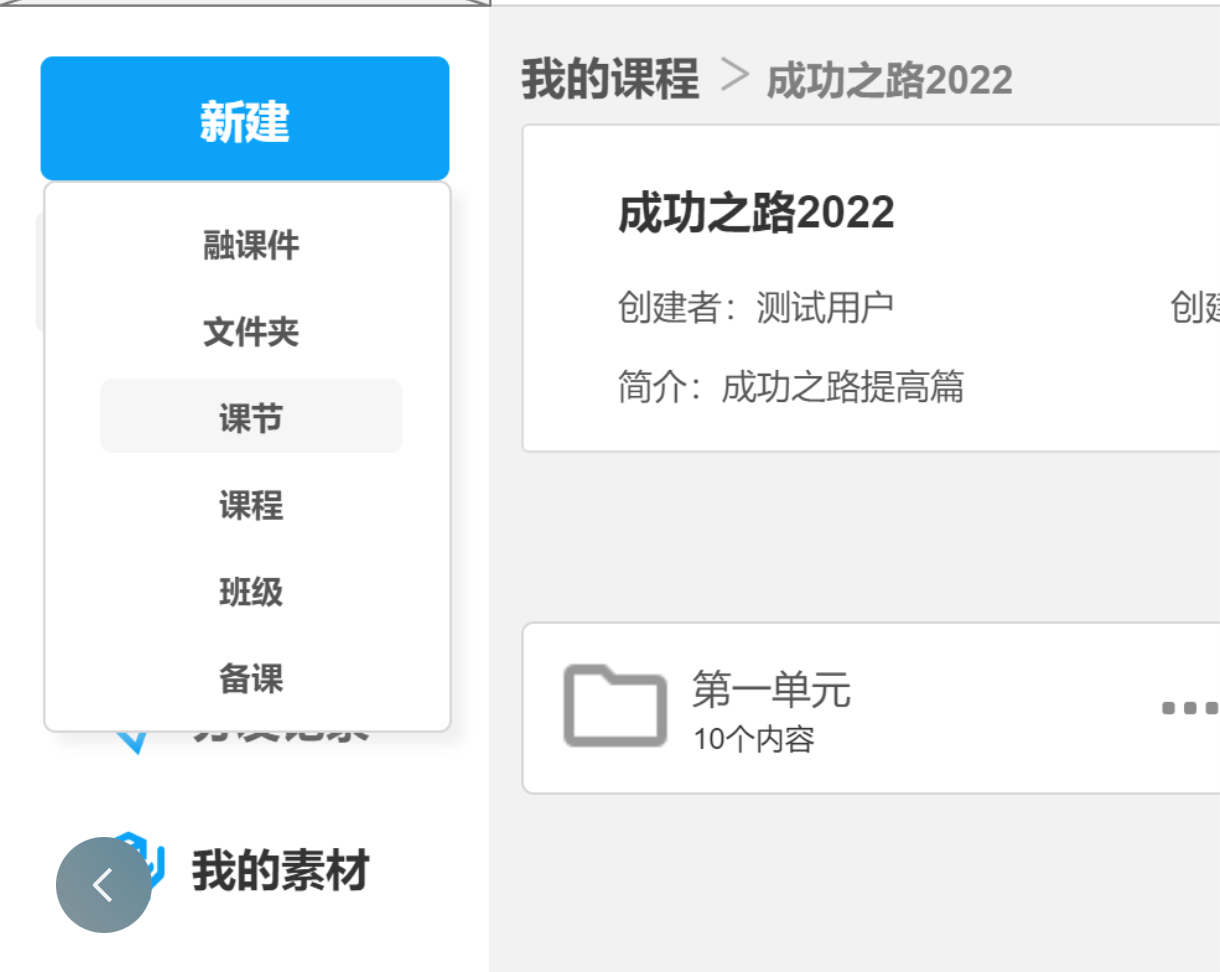 新建
融课件
文件夹
课节
课程
班级
备课
我的素材
我的课程 > 成功之路2022
成功之路2022
创建者：测试用户
创建
简介：成功之路提高篇
第一单元
10个内容